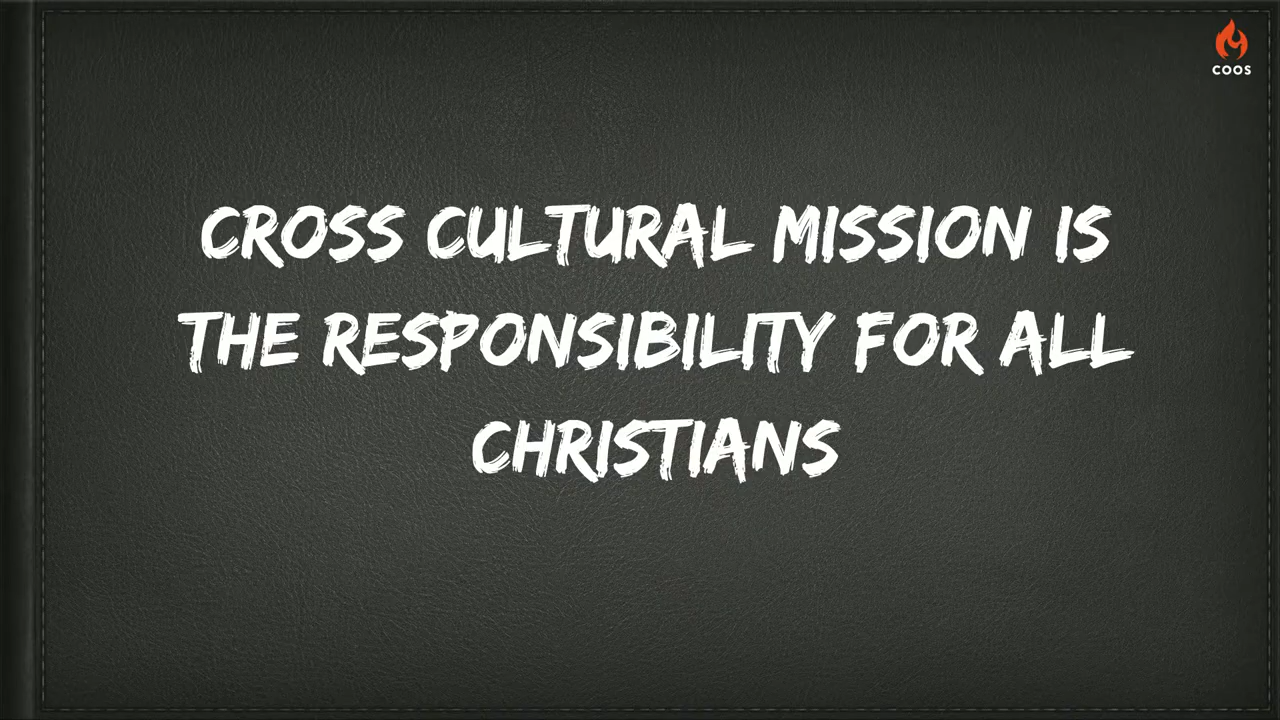 COOS
CROSS CULTURAL MISSION IS
THE RESPONSIBILITY FOR ALL
CHRISTIANS